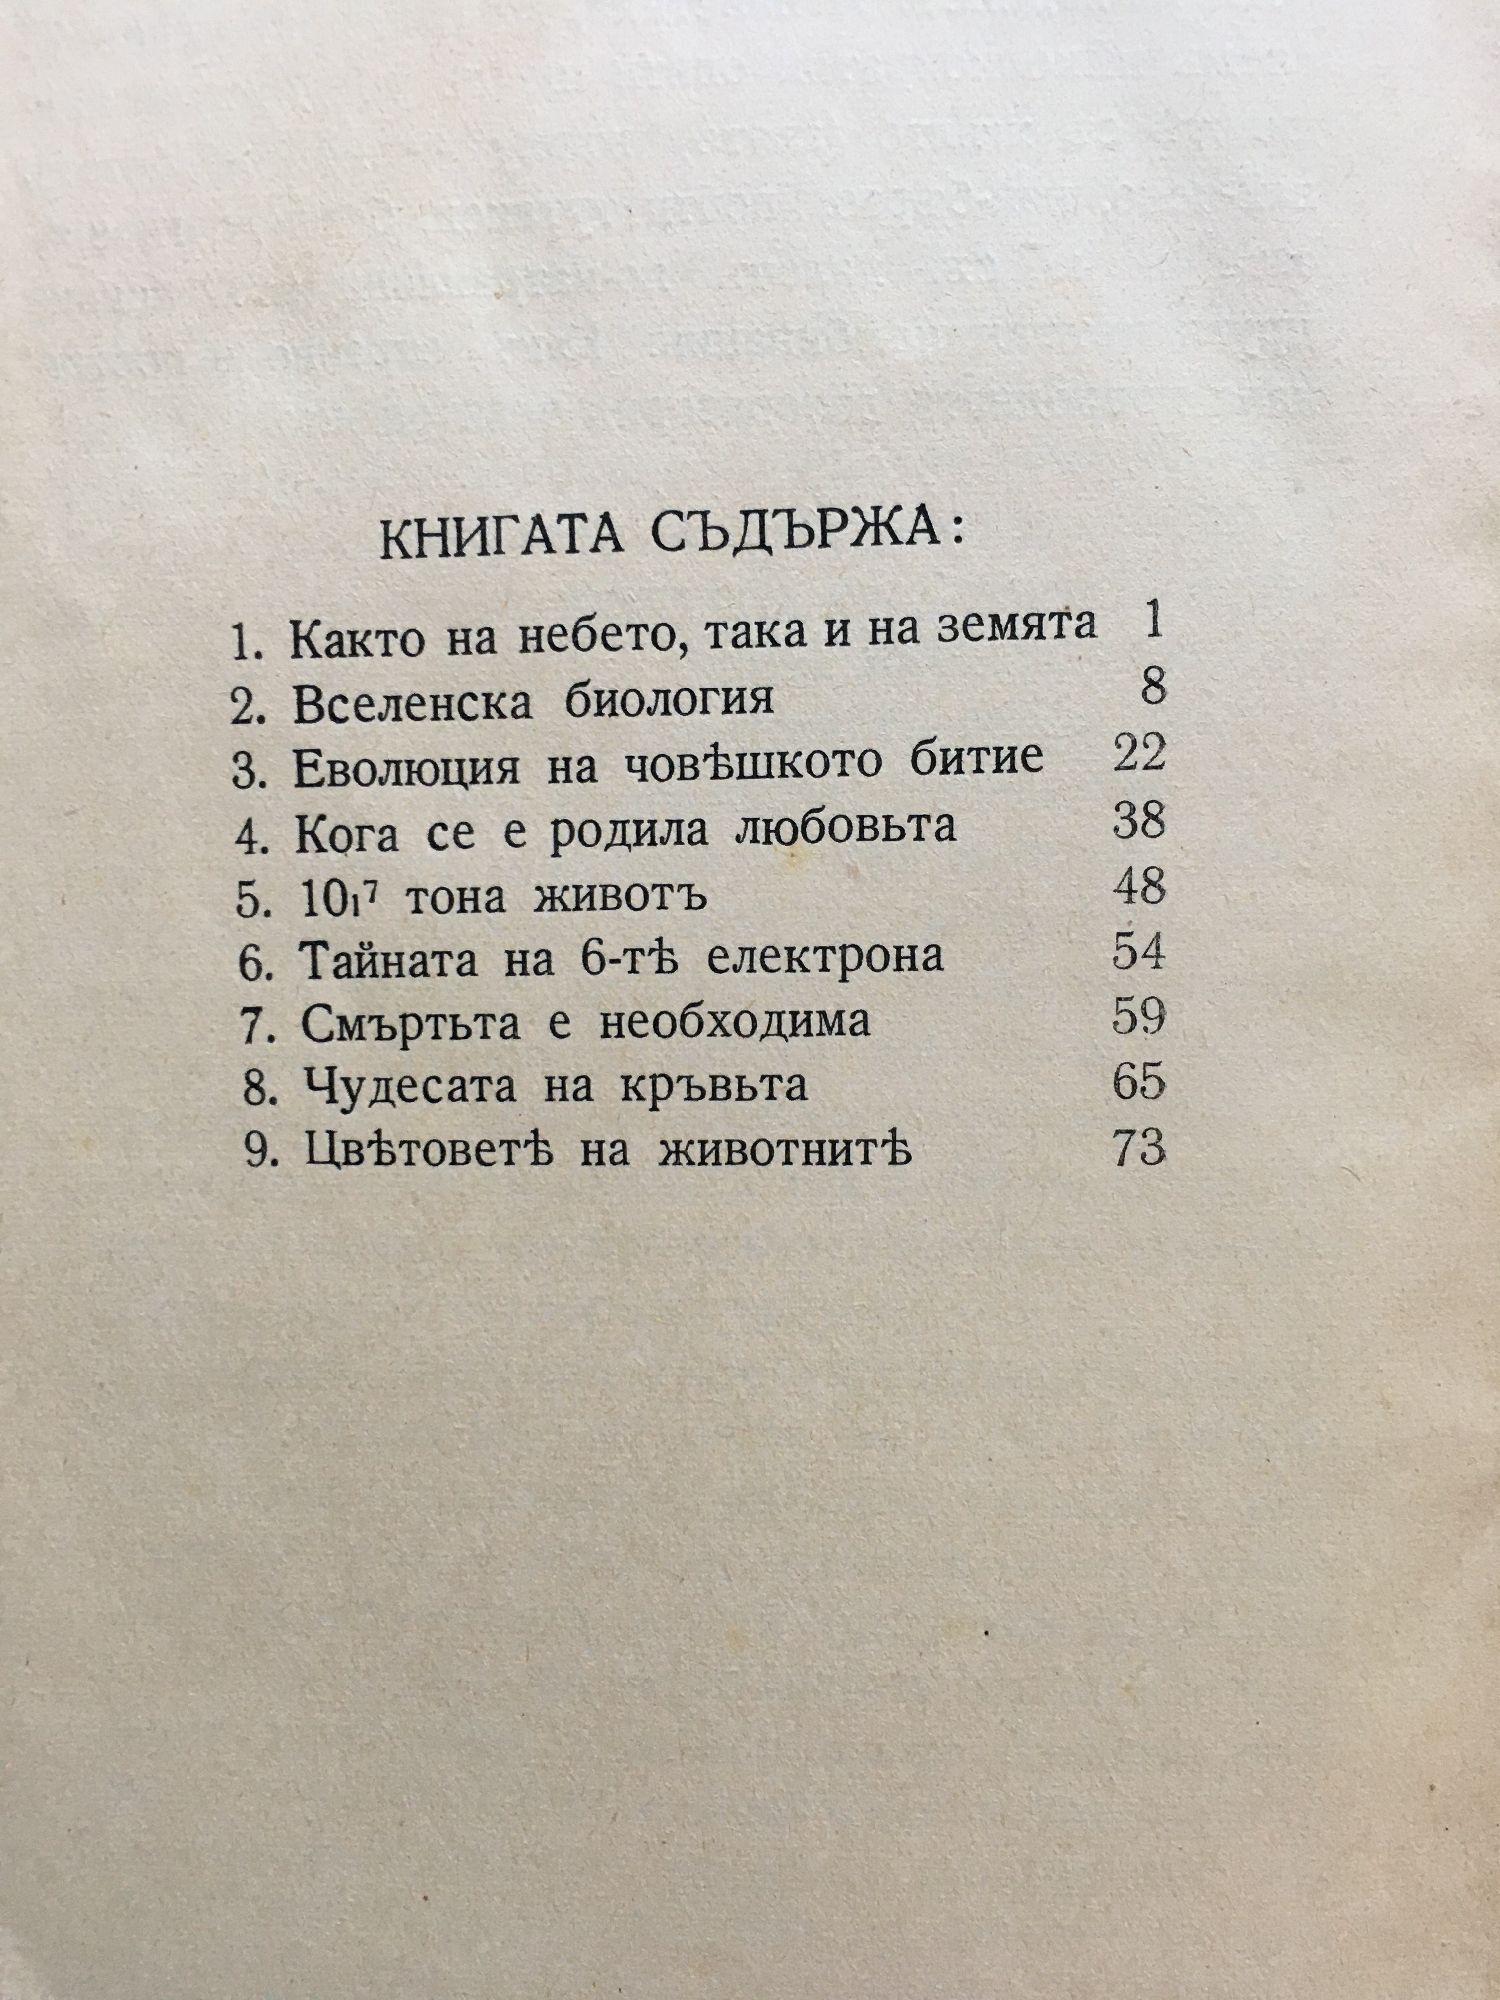 КНИГАТА СЪДЪРЖА:
1. Както на небето, така и на земята 1
2. Вселенска биология 8
3. Еволюция на човѣшкото битие 22
4. Кога се е родила любовьта 38
5. 10₁⁷ тона животъ 48
6. Тайната на 6-тѣ електрона 54
7. Смъртьта е необходима 59
8. Чудесата на кръвьта 65
9. Цвѣтоветѣ на животнитѣ 73